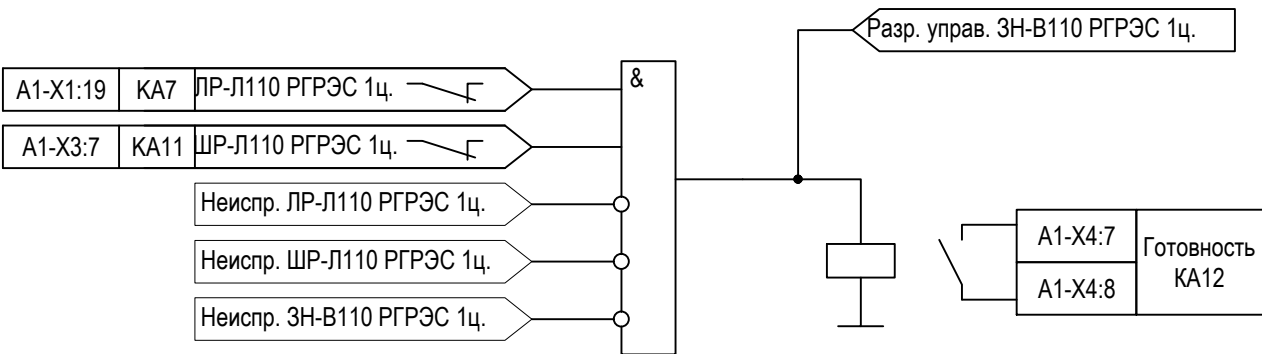 Разр. управ. ЗН-В110 РГРЭС 1ц.
A1-X1:19 KA7 ЛР-Л110 РГРЭС 1ц.
&
A1-X3:7 KA11 ШР-Л110 РГРЭС 1ц.
Неиспр. ЛР-Л110 РГРЭС 1ц.
Неиспр. ШР-Л110 РГРЭС 1ц.
Неиспр. ЗН-В110 РГРЭС 1ц.
A1-X4:7
A1-X4:8
Готовность
KA12